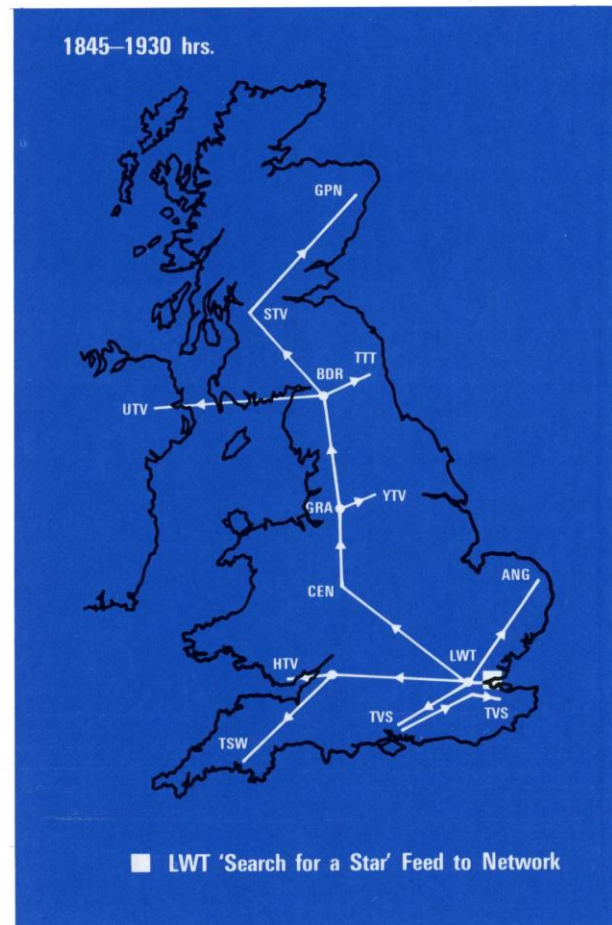 1845–1930 hrs.
GPN
STV
BDR
TTT
UTV
GRA
YTV
CEN
ANG
LWT
HTV
TVS
TVS
TSW
LWT 'Search for a Star' Feed to Network